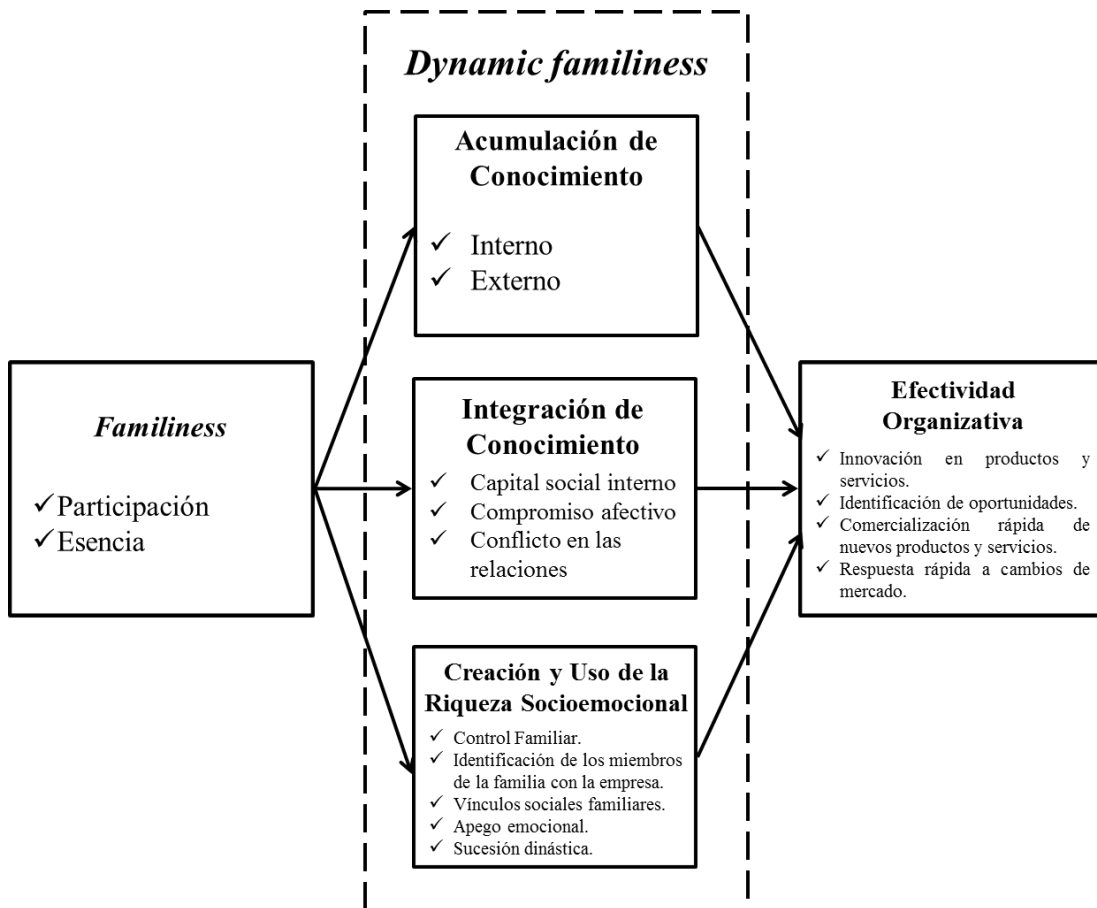 Dynamic familiness
Acumulación de
Conocimiento
✓ Interno
✓ Externo
Familiness
✓Participación
✓Esencia
Integración de
Conocimiento
✓ Capital social interno
✓ Compromiso afectivo
✓ Conflicto en las
relaciones
Creación y Uso de la
Riqueza Socioemocional
✓ Control Familiar.
✓ Identificación de los miembros
de la familia con la empresa.
✓ Vínculos sociales familiares.
✓ Apego emocional.
✓ Sucesión dinástica.
Efectividad
Organizativa
✓ Innovación en productos y
servicios.
✓ Identificación de oportunidades.
✓ Comercialización rápida de
nuevos productos y servicios.
✓ Respuesta rápida a cambios de
mercado.